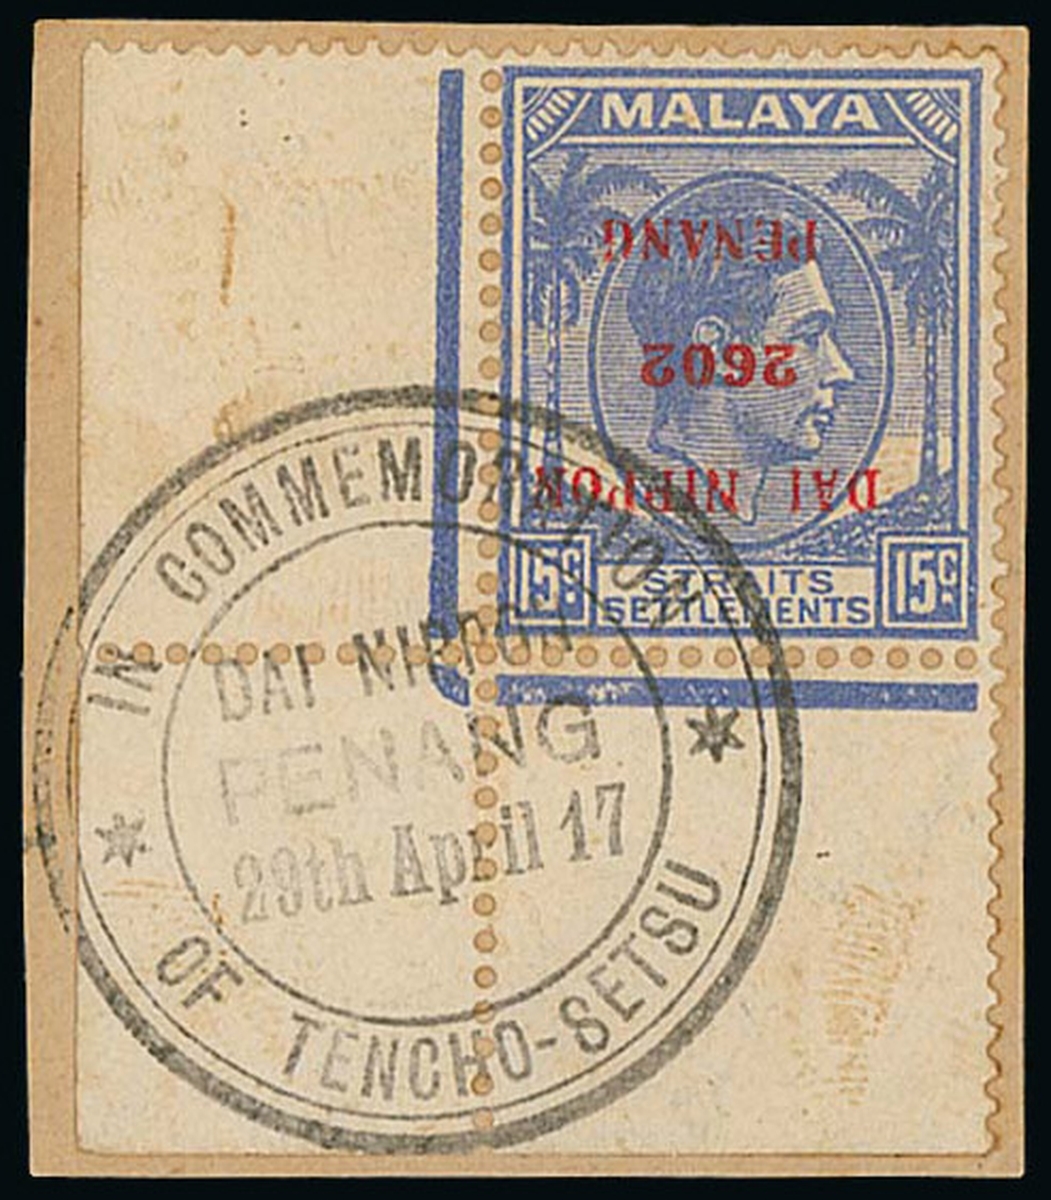 MALAYA
DAI NIPPON
2602
PENANG
15c 15c
STRAITS
SETTLEMENTS
IN COMMEMORATION
DAI NIPPON
PENANG
29th April 17
OF TENCHO-SETSU